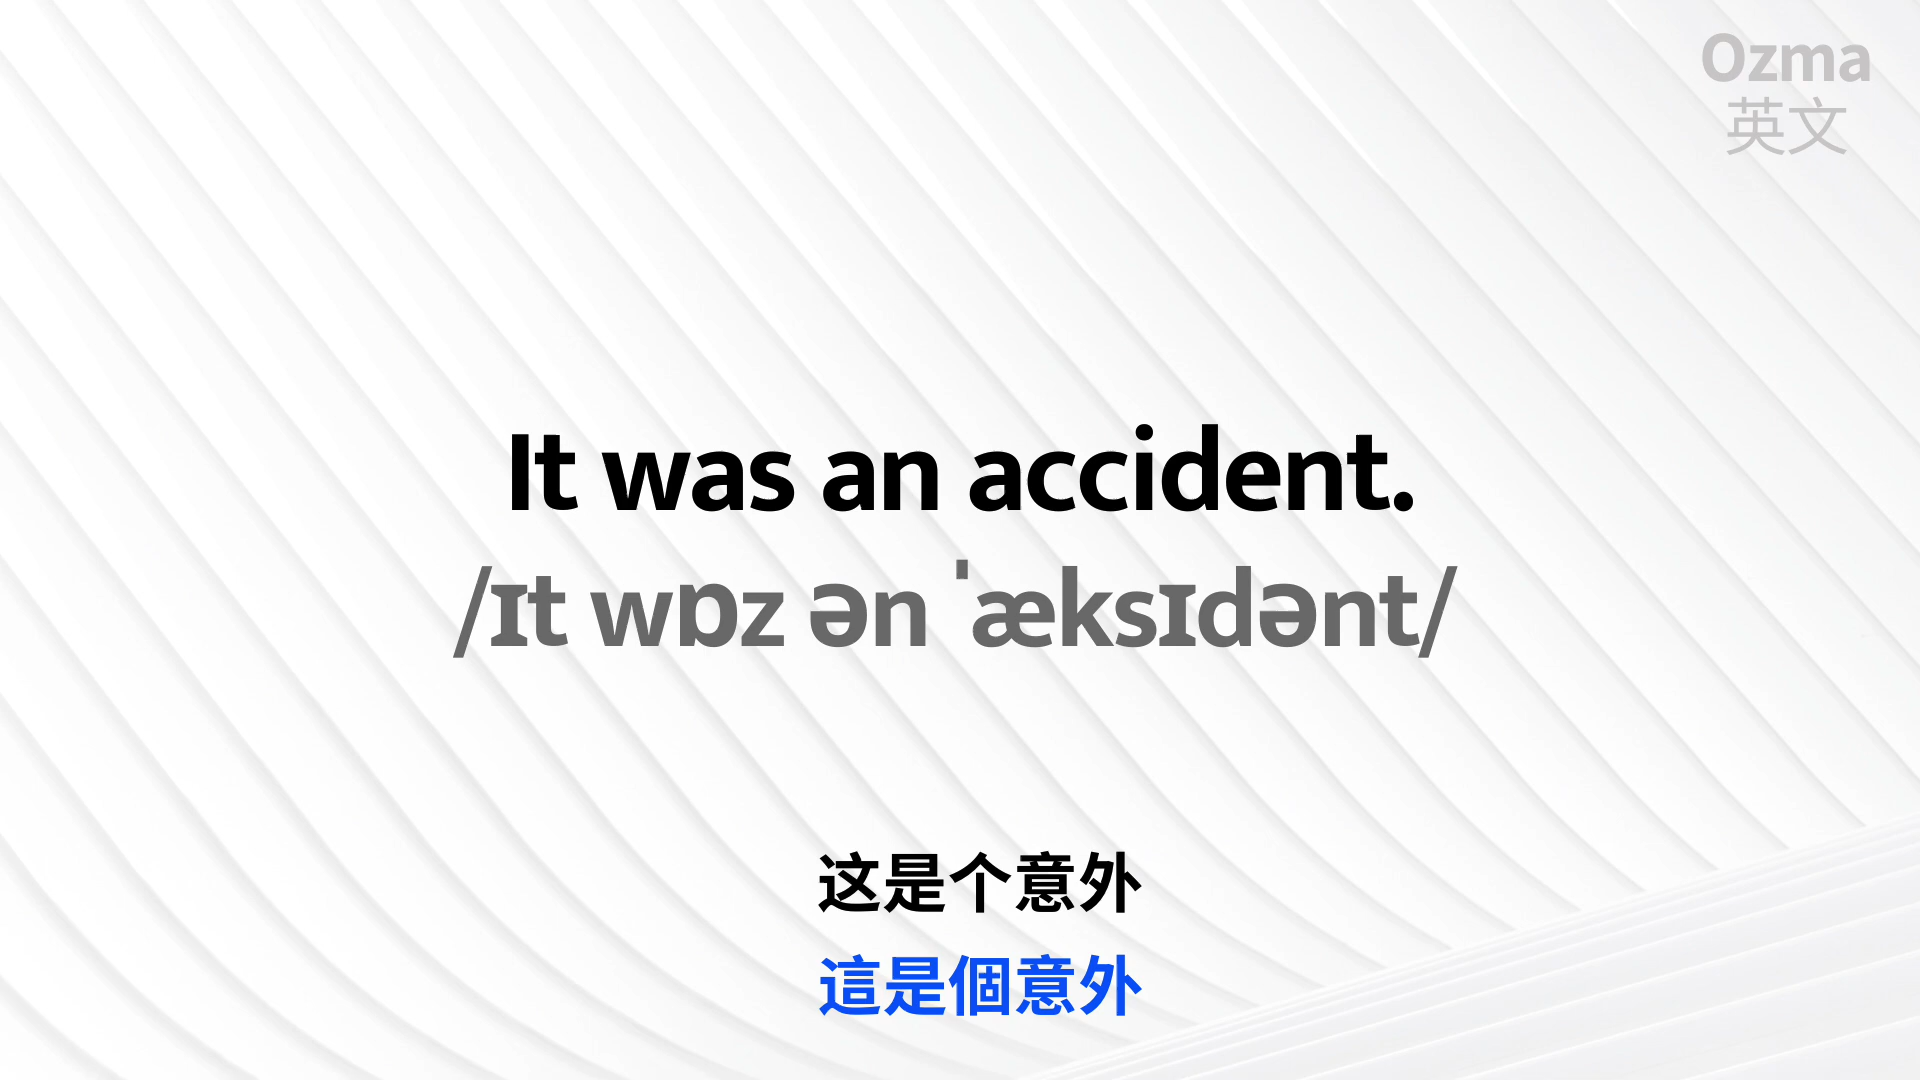 Ozma
英文
It was an accident.
/ɪt wɒz ən ˈæksɪdənt/
这是个意外
這是個意外